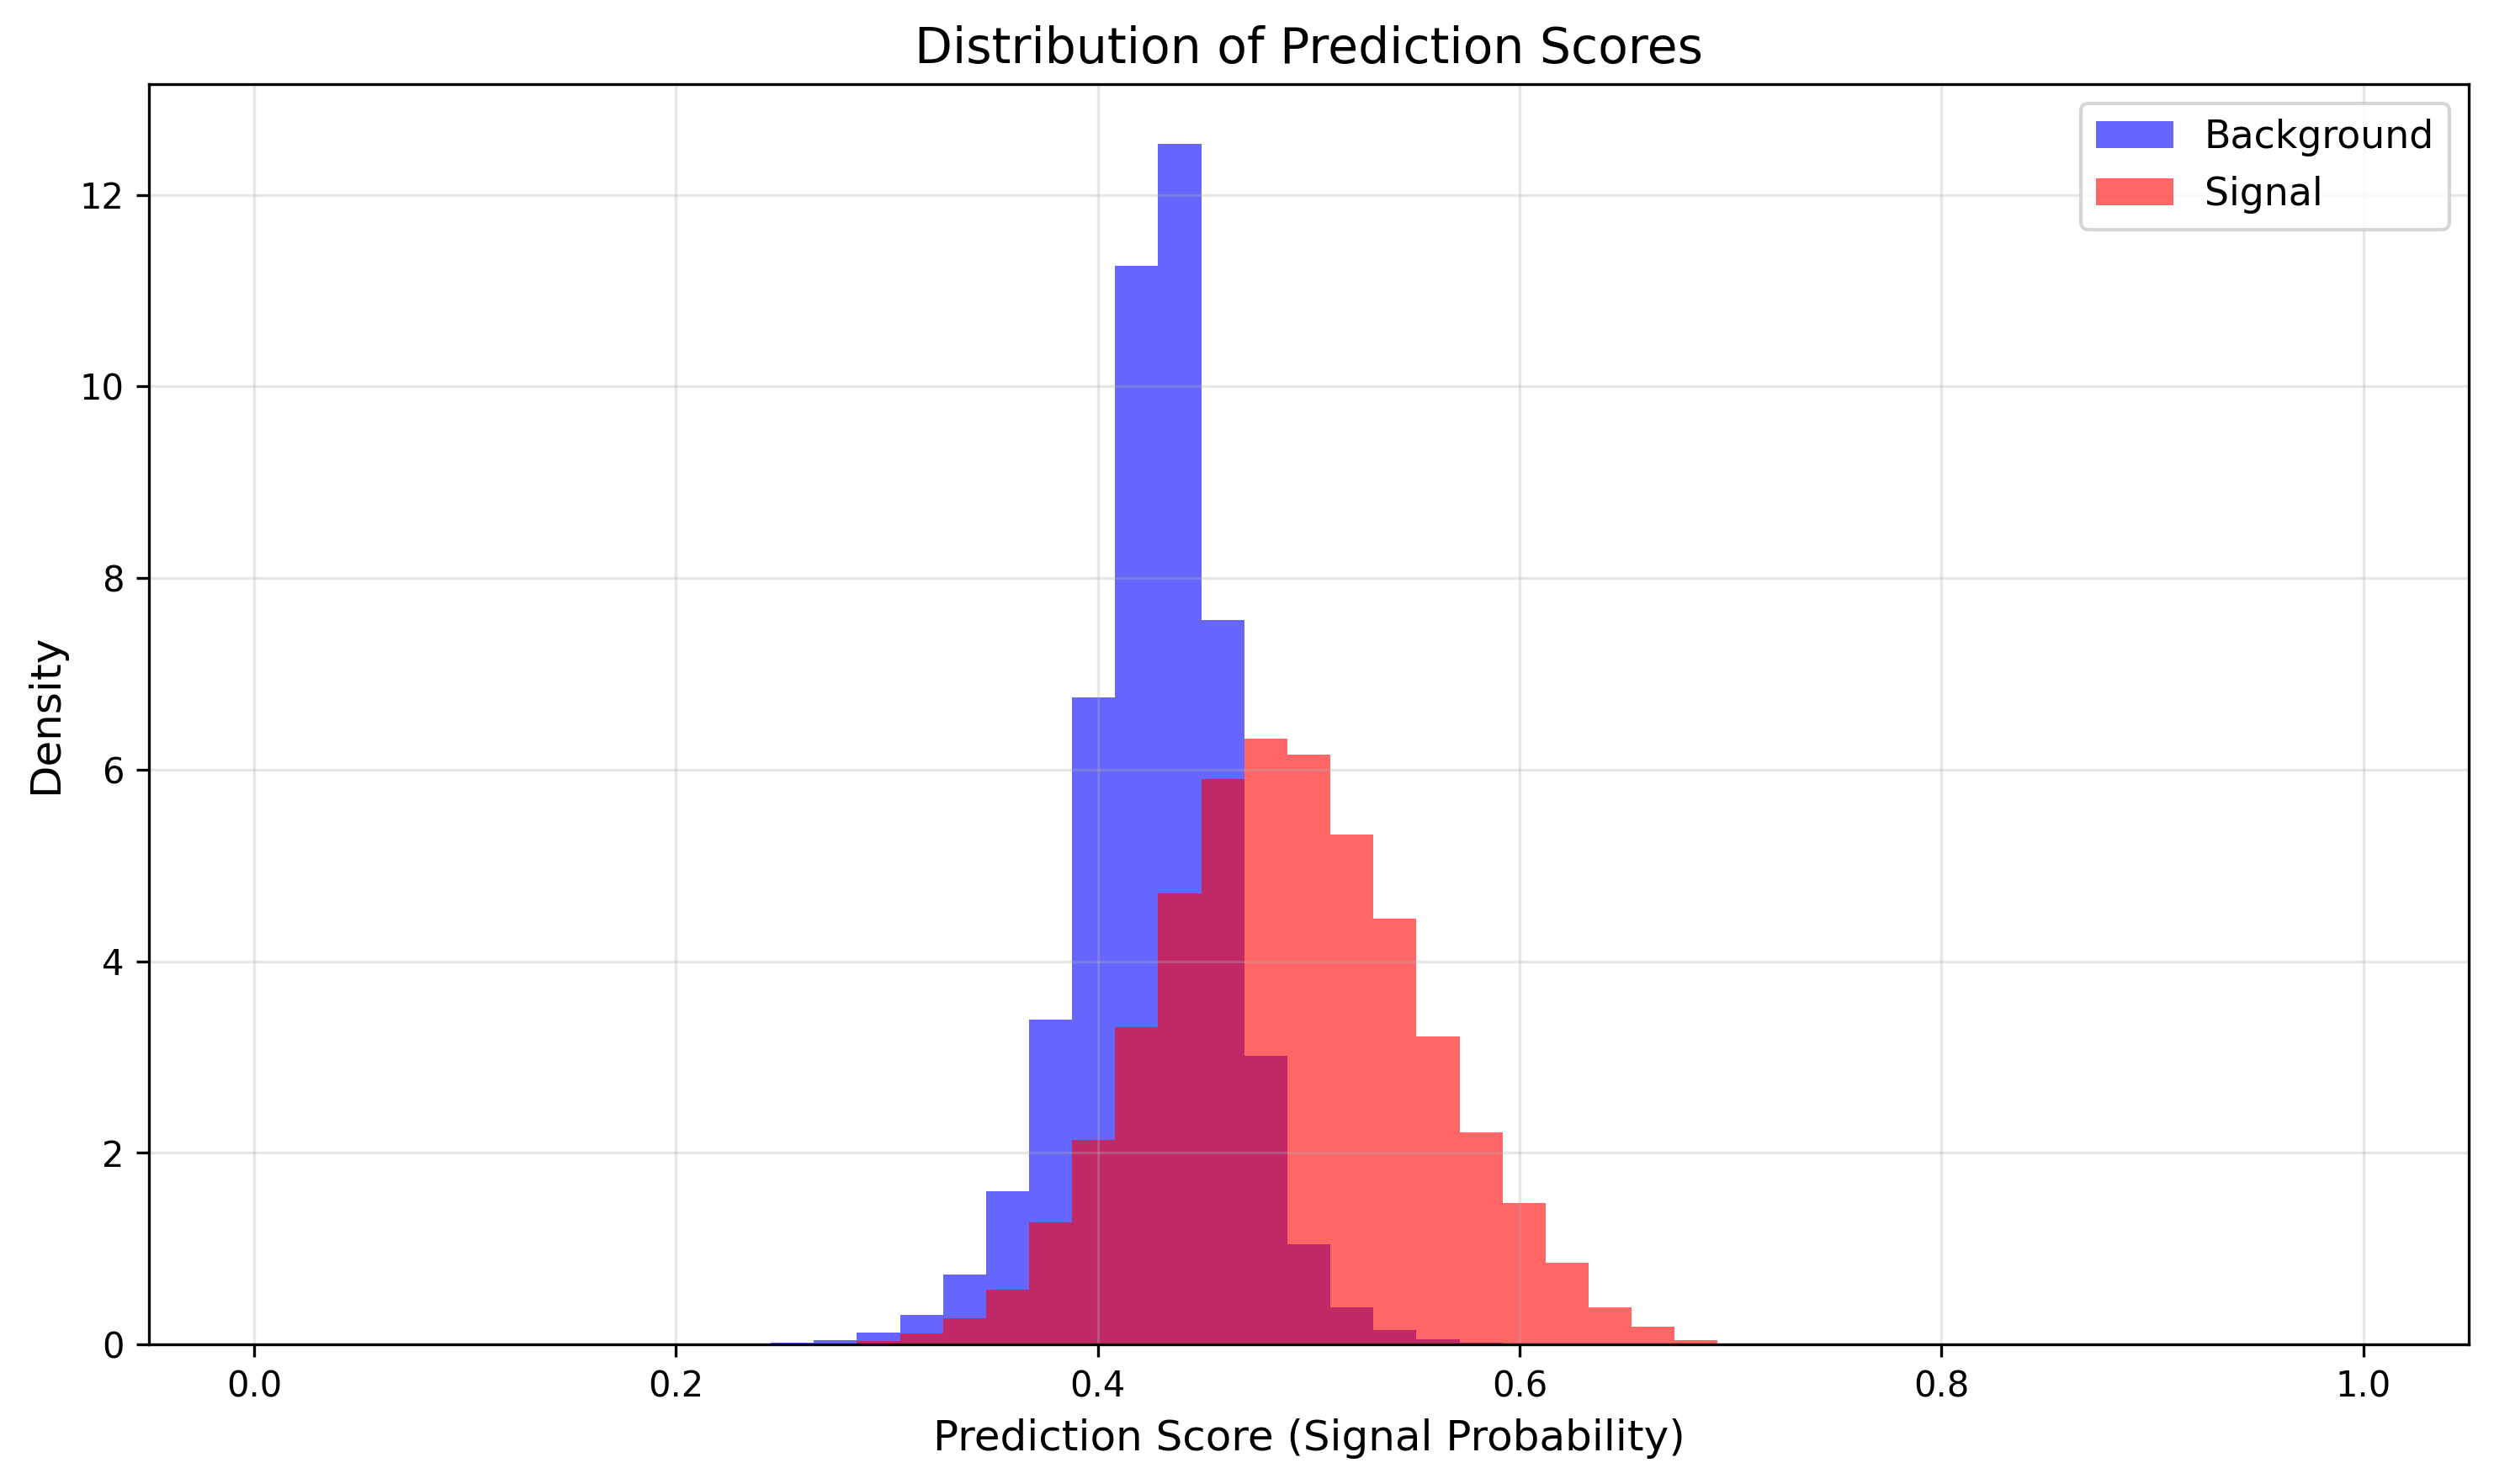 Distribution of Prediction Scores
Background
Signal
12
10
8
6
4
2
0
Density
0.0 0.2 0.4 0.6 0.8 1.0
Prediction Score (Signal Probability)